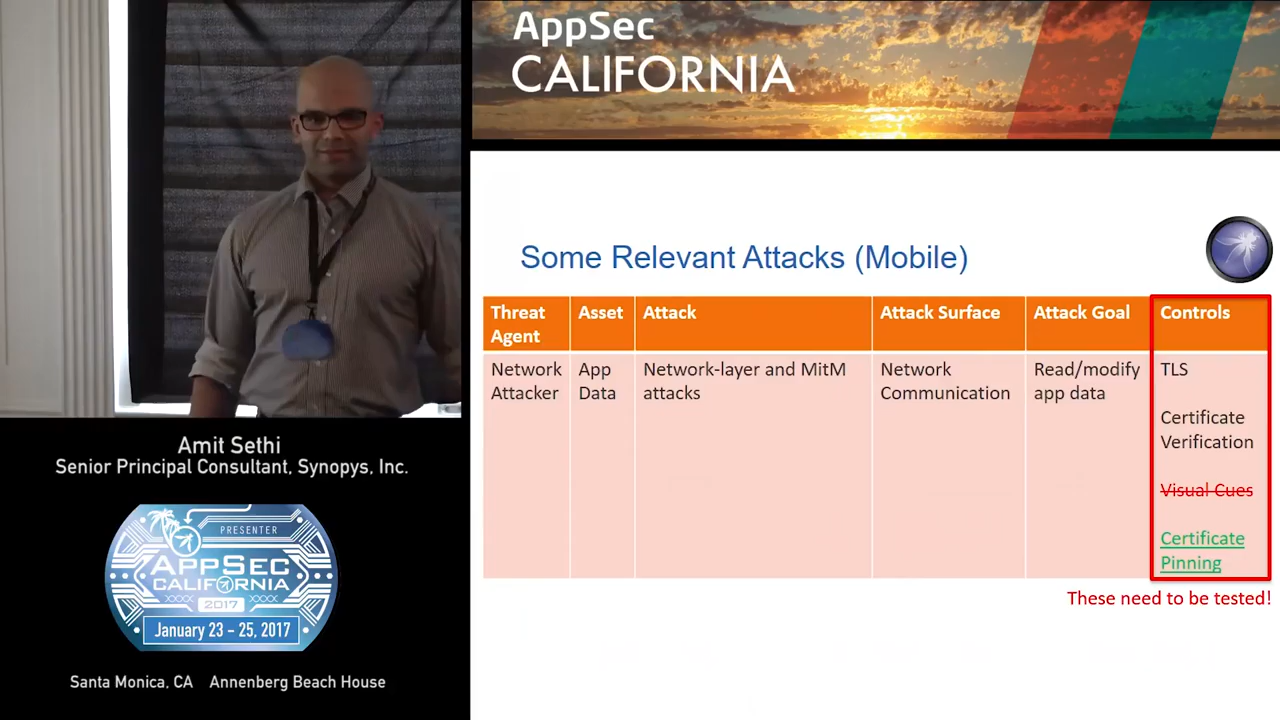 AppSec
CALIFORNIA
Some Relevant Attacks (Mobile)
Threat Agent
Asset
Attack
Attack Surface
Attack Goal
Controls
Network Attacker
App Data
Network-layer and MitM attacks
Network Communication
Read/modify app data
TLS
Certificate Verification
Visual Cues
Certificate Pinning
These need to be tested!
Amit Sethi
Senior Principal Consultant, Synopys, Inc.
PRESENTER
APPSEC
CALIFORNIA
2017
January 23 - 25, 2017
Santa Monica, CA Annenberg Beach House